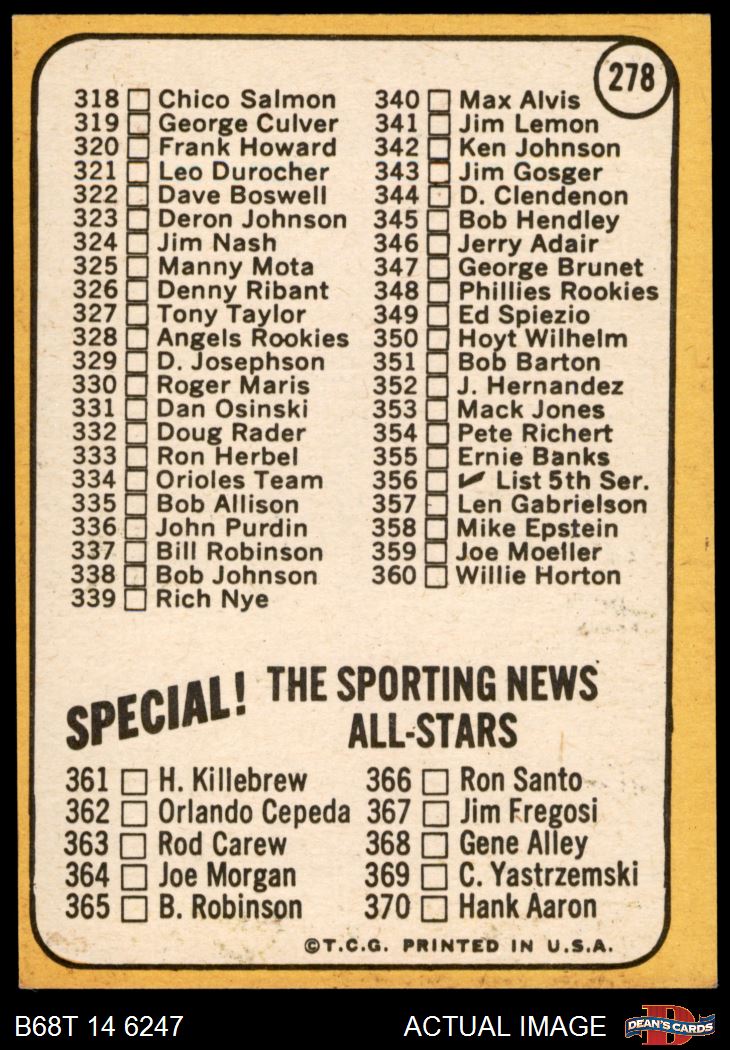 278
318 Chico Salmon
319 George Culver
320 Frank Howard
321 Leo Durocher
322 Dave Boswell
323 Deron Johnson
324 Jim Nash
325 Manny Mota
326 Denny Ribant
327 Tony Taylor
328 Angels Rookies
329 D. Josephson
330 Roger Maris
331 Dan Osinski
332 Doug Rader
333 Ron Herbel
334 Orioles Team
335 Bob Allison
336 John Purdin
337 Bill Robinson
338 Bob Johnson
339 Rich Nye
340 Max Alvis
341 Jim Lemon
342 Ken Johnson
343 Jim Gosger
344 D. Clendenon
345 Bob Hendley
346 Jerry Adair
347 George Brunet
348 Phillies Rookies
349 Ed Spiezio
350 Hoyt Wilhelm
351 Bob Barton
352 J. Hernandez
353 Mack Jones
354 Pete Richert
355 Ernie Banks
356 ✓ List 5th Ser.
357 Len Gabrielson
358 Mike Epstein
359 Joe Moeller
360 Willie Horton
SPECIAL! THE SPORTING NEWS
ALL-STARS
361 H. Killebrew
362 Orlando Cepeda
363 Rod Carew
364 Joe Morgan
365 B. Robinson
366 Ron Santo
367 Jim Fregosi
368 Gene Alley
369 C. Yastrzemski
370 Hank Aaron
©T.C.G. PRINTED IN U.S.A.
B68T 14 6247
ACTUAL IMAGE
D
DEAN'S CARDS